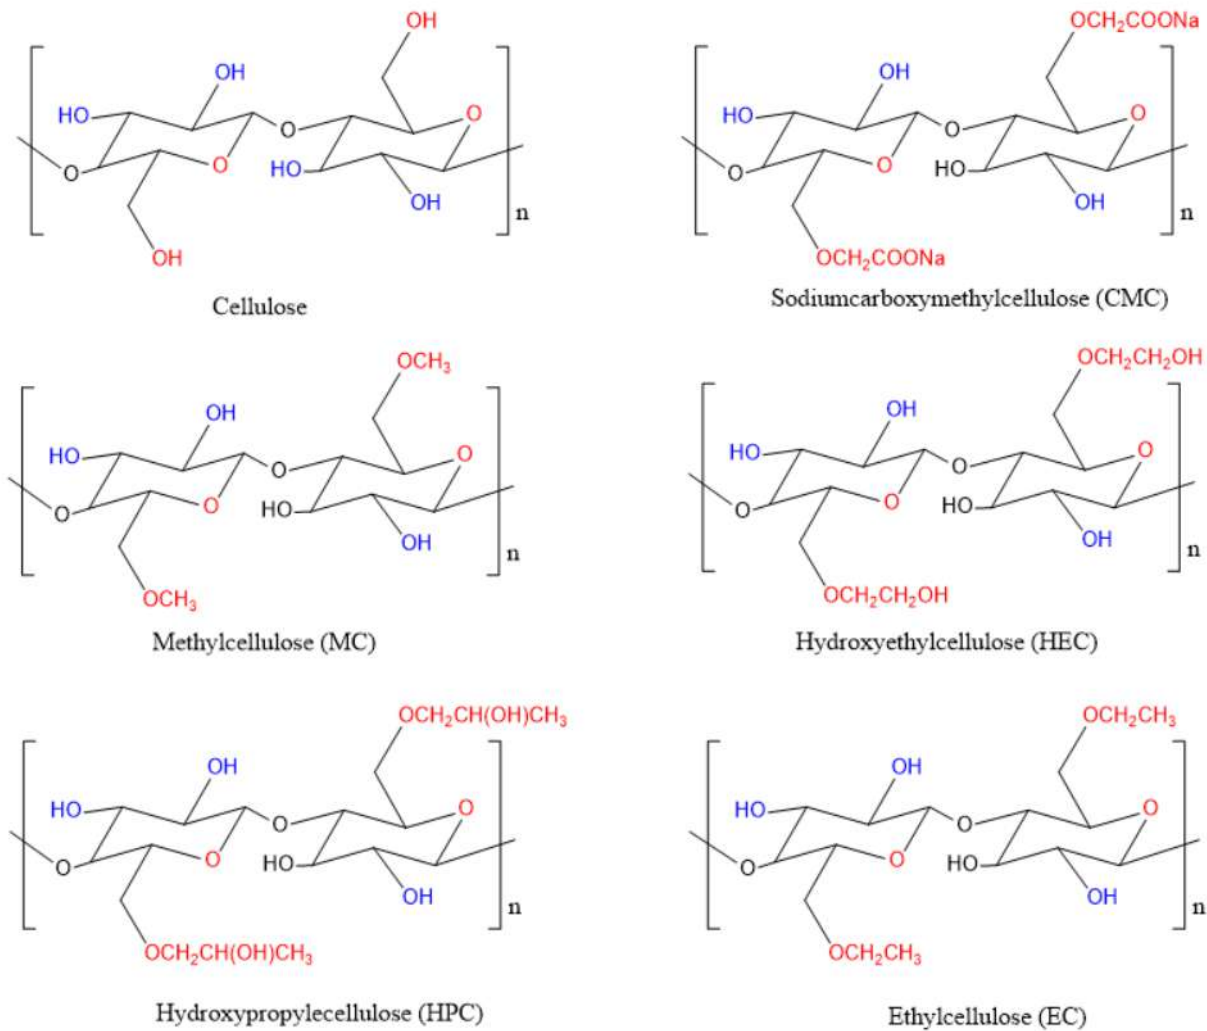 OH
OH
HO
O
O
O
HO
O
OH
OH
n
Cellulose
OCH₂COONa
OH
HO
O
O
O
HO
O
OH
OCH₂COONa
n
Sodiumcarboxymethylcellulose (CMC)
OCH₃
OH
HO
O
O
O
HO
O
OH
OCH₃
n
Methylcellulose (MC)
OCH₂CH₂OH
OH
HO
O
O
O
HO
O
OH
OCH₂CH₂OH
n
Hydroxyethylcellulose (HEC)
OCH₂CH(OH)CH₃
OH
HO
O
O
O
HO
O
OH
OCH₂CH(OH)CH₃
n
Hydroxypropylecellulose (HPC)
OCH₂CH₃
OH
HO
O
O
O
HO
O
OH
OCH₂CH₃
n
Ethylcellulose (EC)